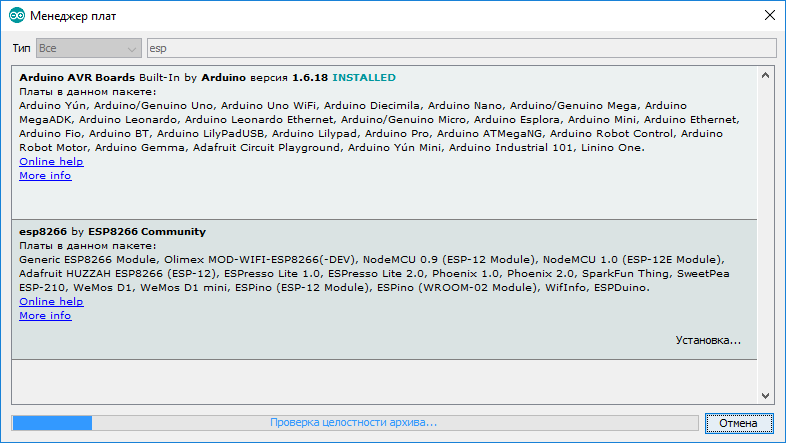 Менеджер плат
Тип Все esp
Arduino AVR Boards Built-In by Arduino версия 1.6.18 INSTALLED
Платы в данном пакете:
Arduino Yún, Arduino/Genuino Uno, Arduino Uno WiFi, Arduino Diecimila, Arduino Nano, Arduino/Genuino Mega, Arduino
MegaADK, Arduino Leonardo, Arduino Leonardo Ethernet, Arduino/Genuino Micro, Arduino Esplora, Arduino Mini, Arduino Ethernet,
Arduino Fio, Arduino BT, Arduino LilyPadUSB, Arduino Lilypad, Arduino Pro, Arduino ATMegaNG, Arduino Robot Control, Arduino
Robot Motor, Arduino Gemma, Adafruit Circuit Playground, Arduino Yún Mini, Arduino Industrial 101, Linino One.
Online help
More info
esp8266 by ESP8266 Community
Платы в данном пакете:
Generic ESP8266 Module, Olimex MOD-WIFI-ESP8266(-DEV), NodeMCU 0.9 (ESP-12 Module), NodeMCU 1.0 (ESP-12E Module),
Adafruit HUZZAH ESP8266 (ESP-12), ESPresso Lite 1.0, ESPresso Lite 2.0, Phoenix 1.0, Phoenix 2.0, SparkFun Thing, SweetPea
ESP-210, WeMos D1, WeMos D1 mini, ESPino (ESP-12 Module), ESPino (WROOM-02 Module), WifInfo, ESPDuino.
Online help
More info
Установка...
Проверка целостности архива...
Отмена